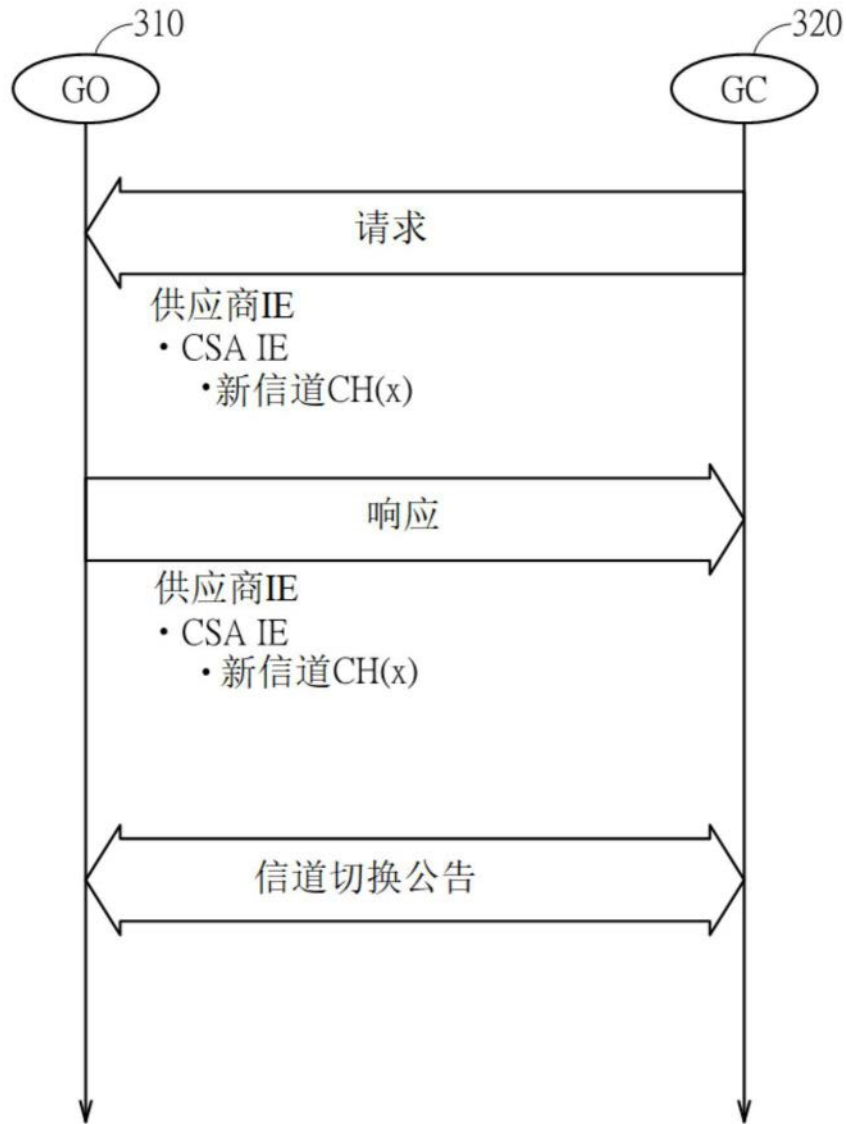 310
320
GO
GC
请求
供应商IE
·CSA IE
·新信道CH(x)
响应
供应商IE
·CSA IE
·新信道CH(x)
信道切换公告